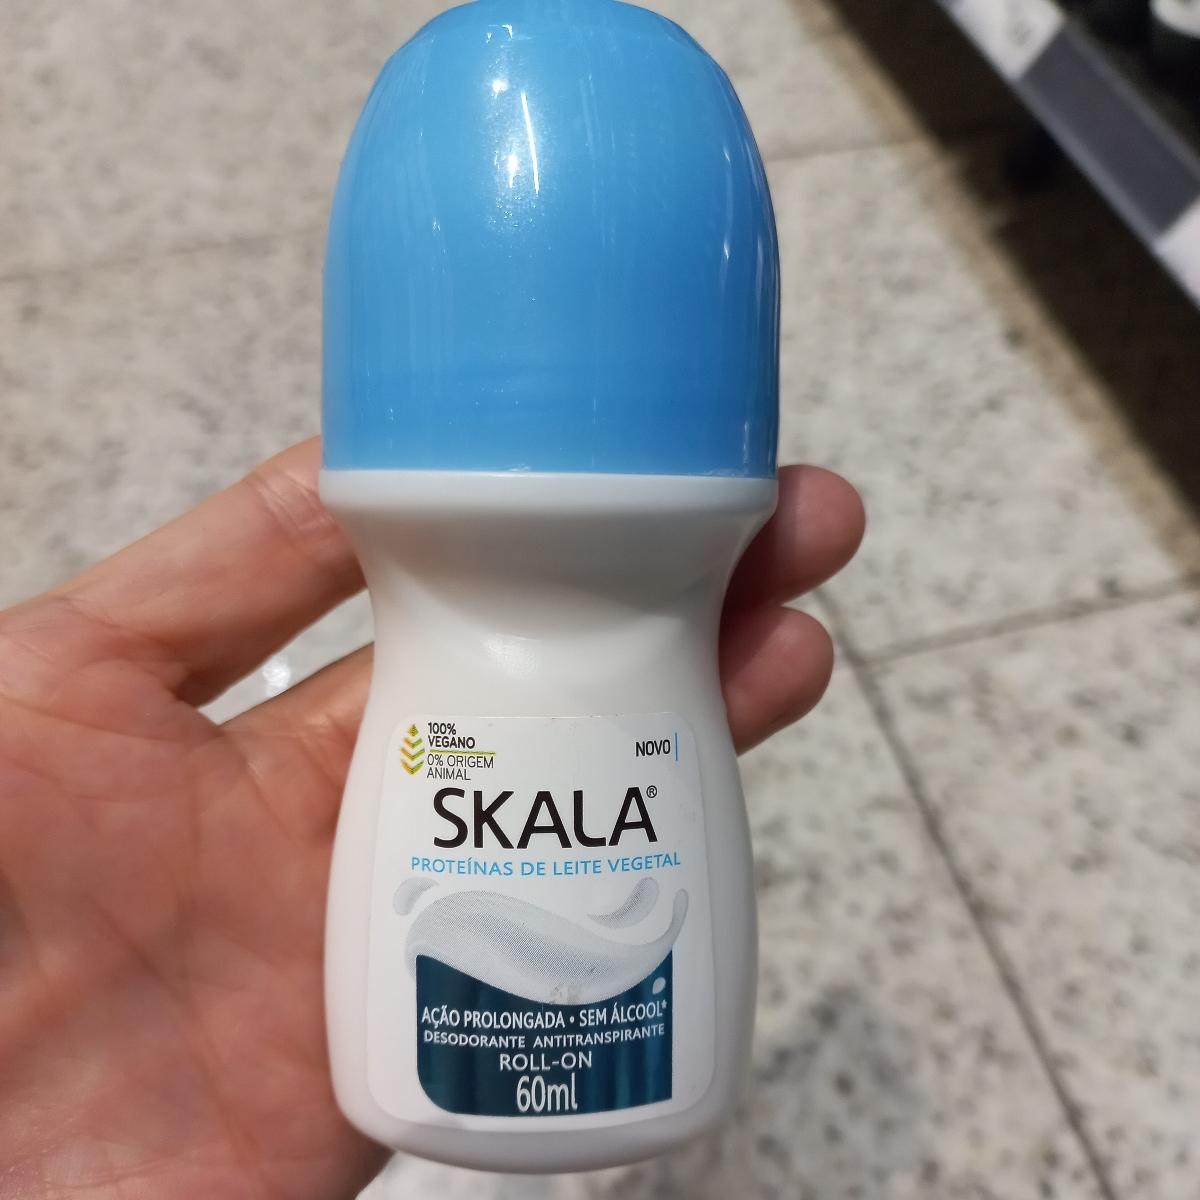 100%
VEGANO
0% ORIGEM
ANIMAL
NOVO
SKALA®
PROTEÍNAS DE LEITE VEGETAL
AÇÃO PROLONGADA • SEM ÁLCOOL*
DESODORANTE ANTITRANSPIRANTE
ROLL-ON
60ml